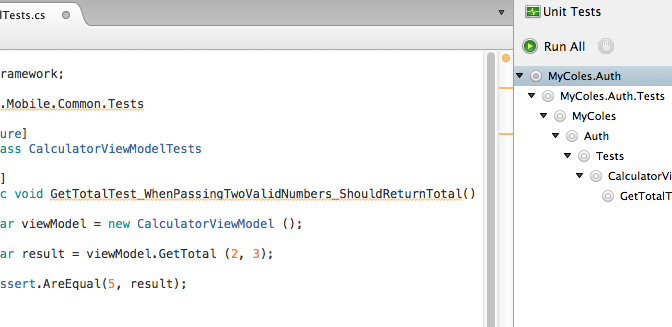 lTests.cs
ramework;
.Mobile.Common.Tests
ure]
ass CalculatorViewModelTests
]
c void GetTotalTest_WhenPassingTwoValidNumbers_ShouldReturnTotal()
ar viewModel = new CalculatorViewModel ();
ar result = viewModel.GetTotal (2, 3);
ssert.AreEqual(5, result);
Unit Tests
Run All
MyColes.Auth
MyColes.Auth.Tests
MyColes
Auth
Tests
CalculatorVi
GetTotalT